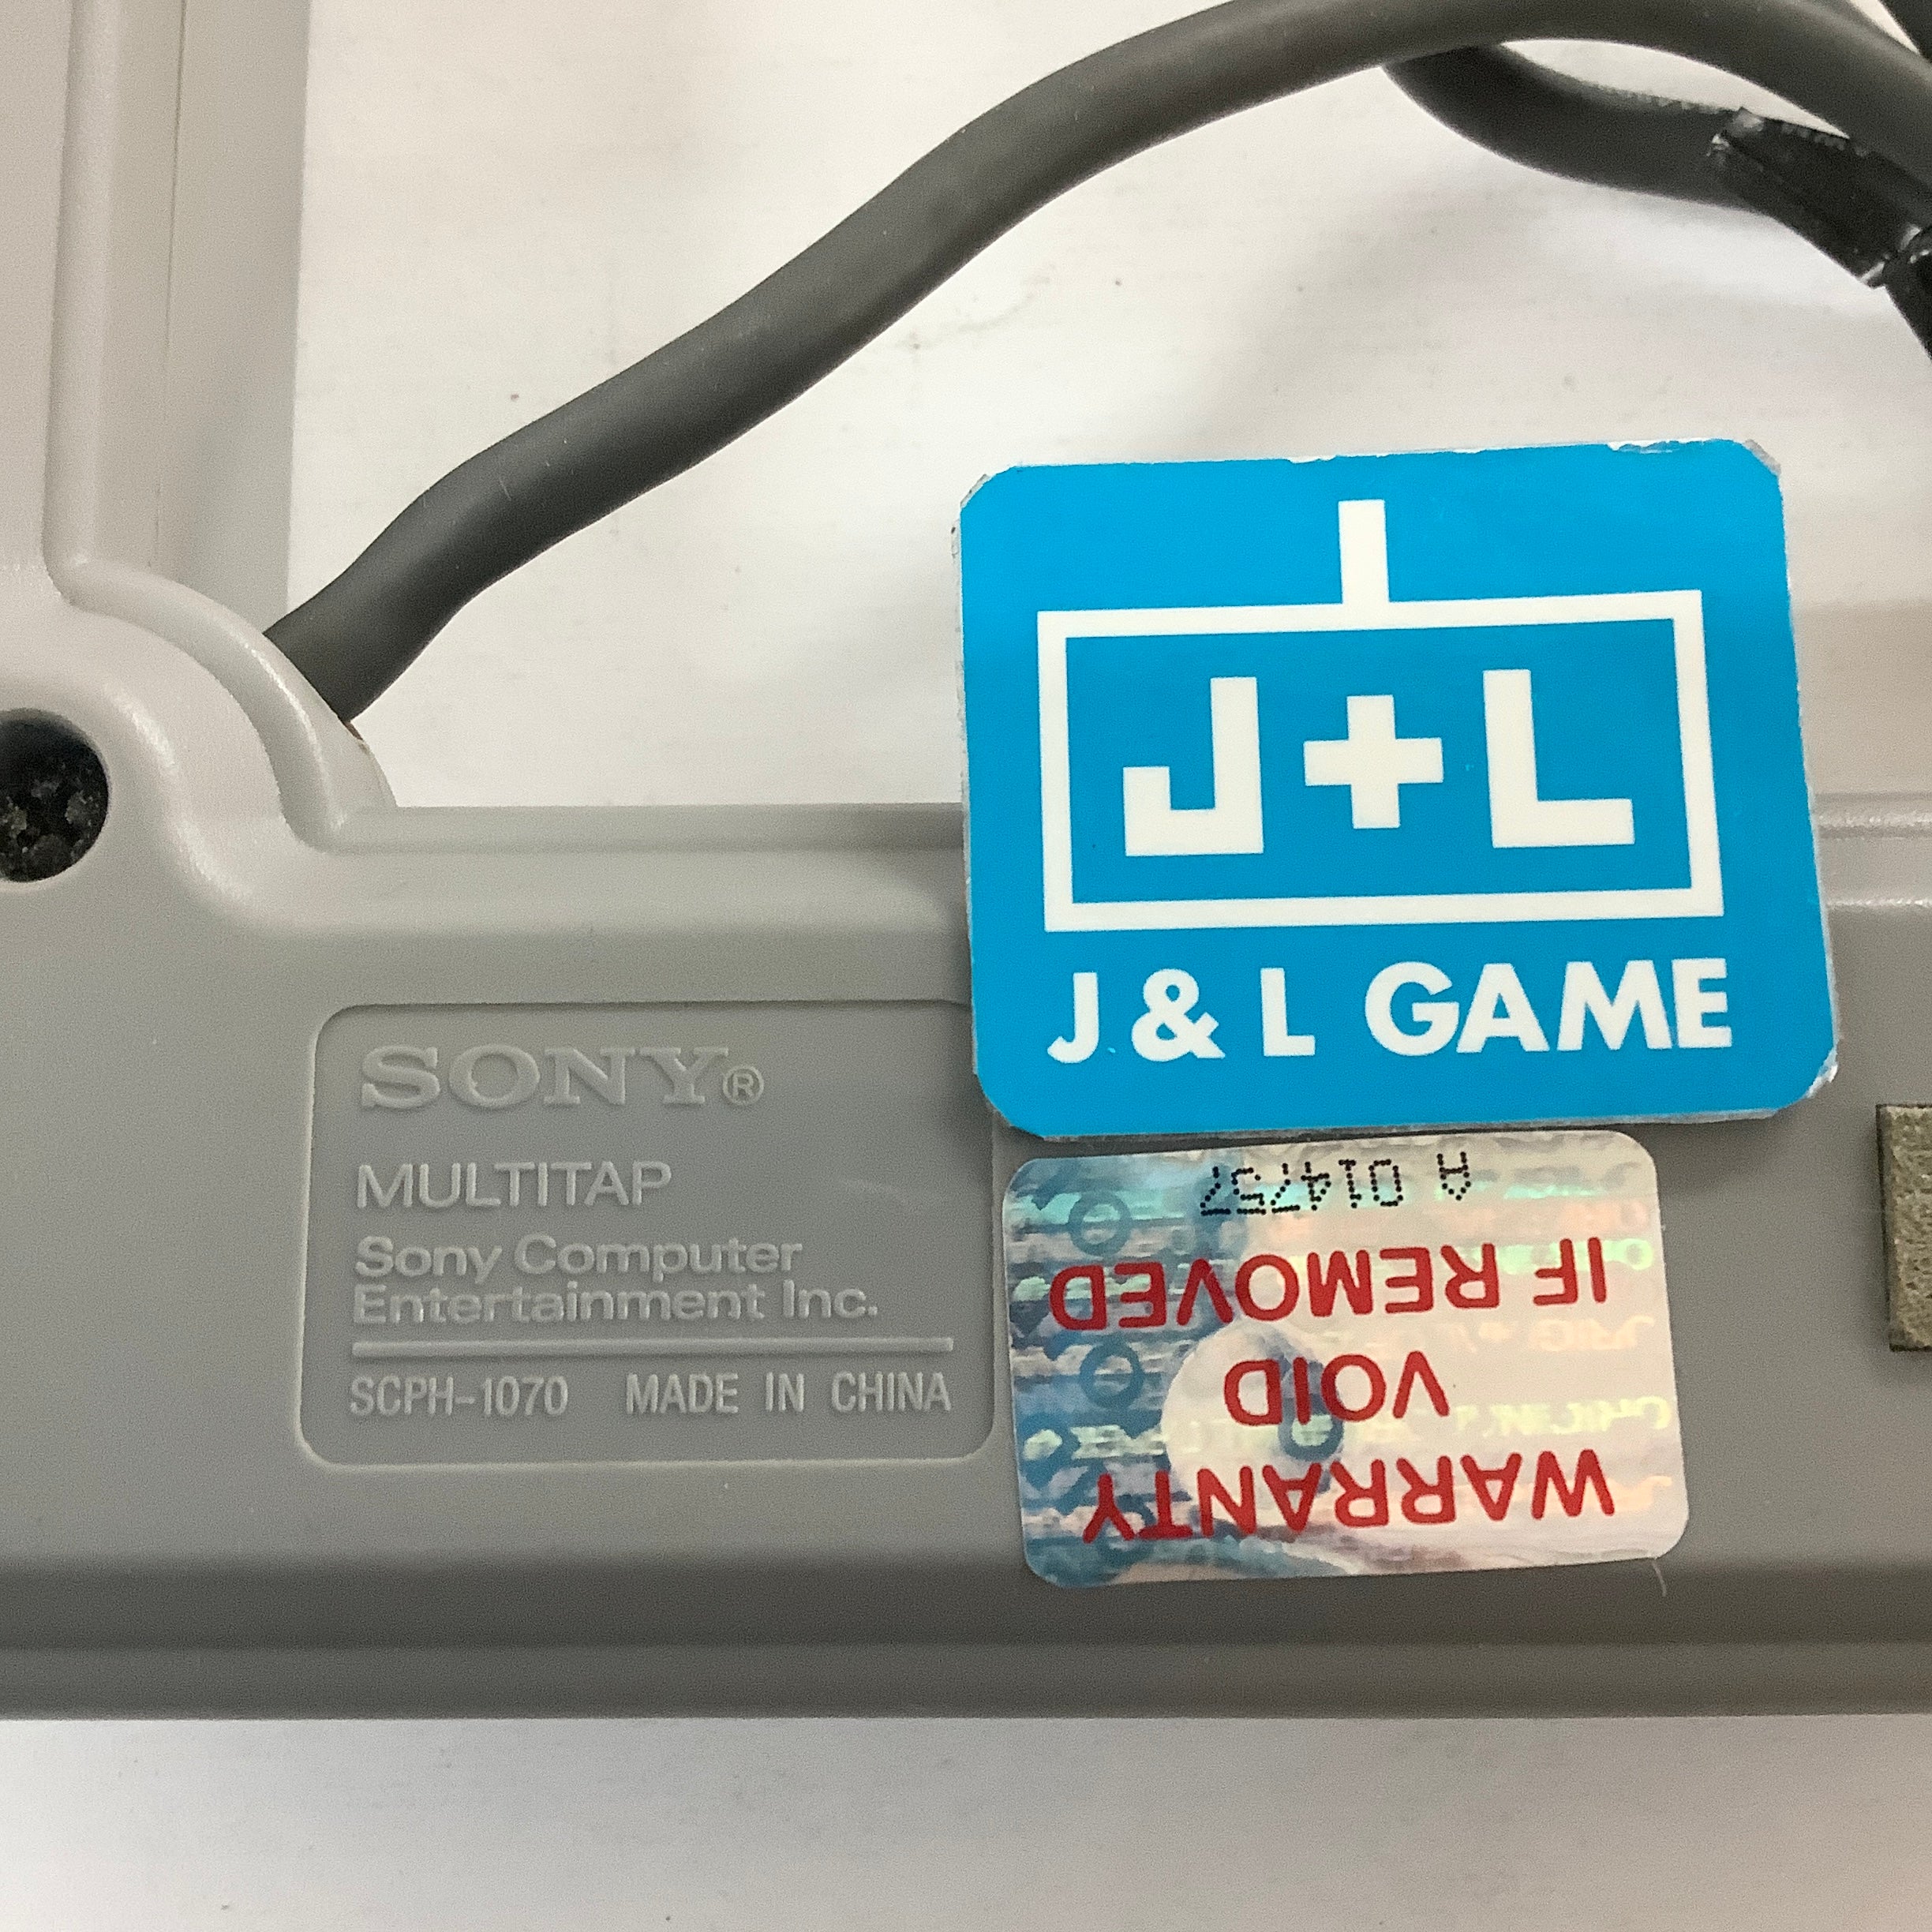 J+L
J & L GAME
SONY®
MULTITAP
Sony Computer
Entertainment Inc.
SCPH-1070 MADE IN CHINA
WARRANTY
VOID
IF REMOVED
A 014757